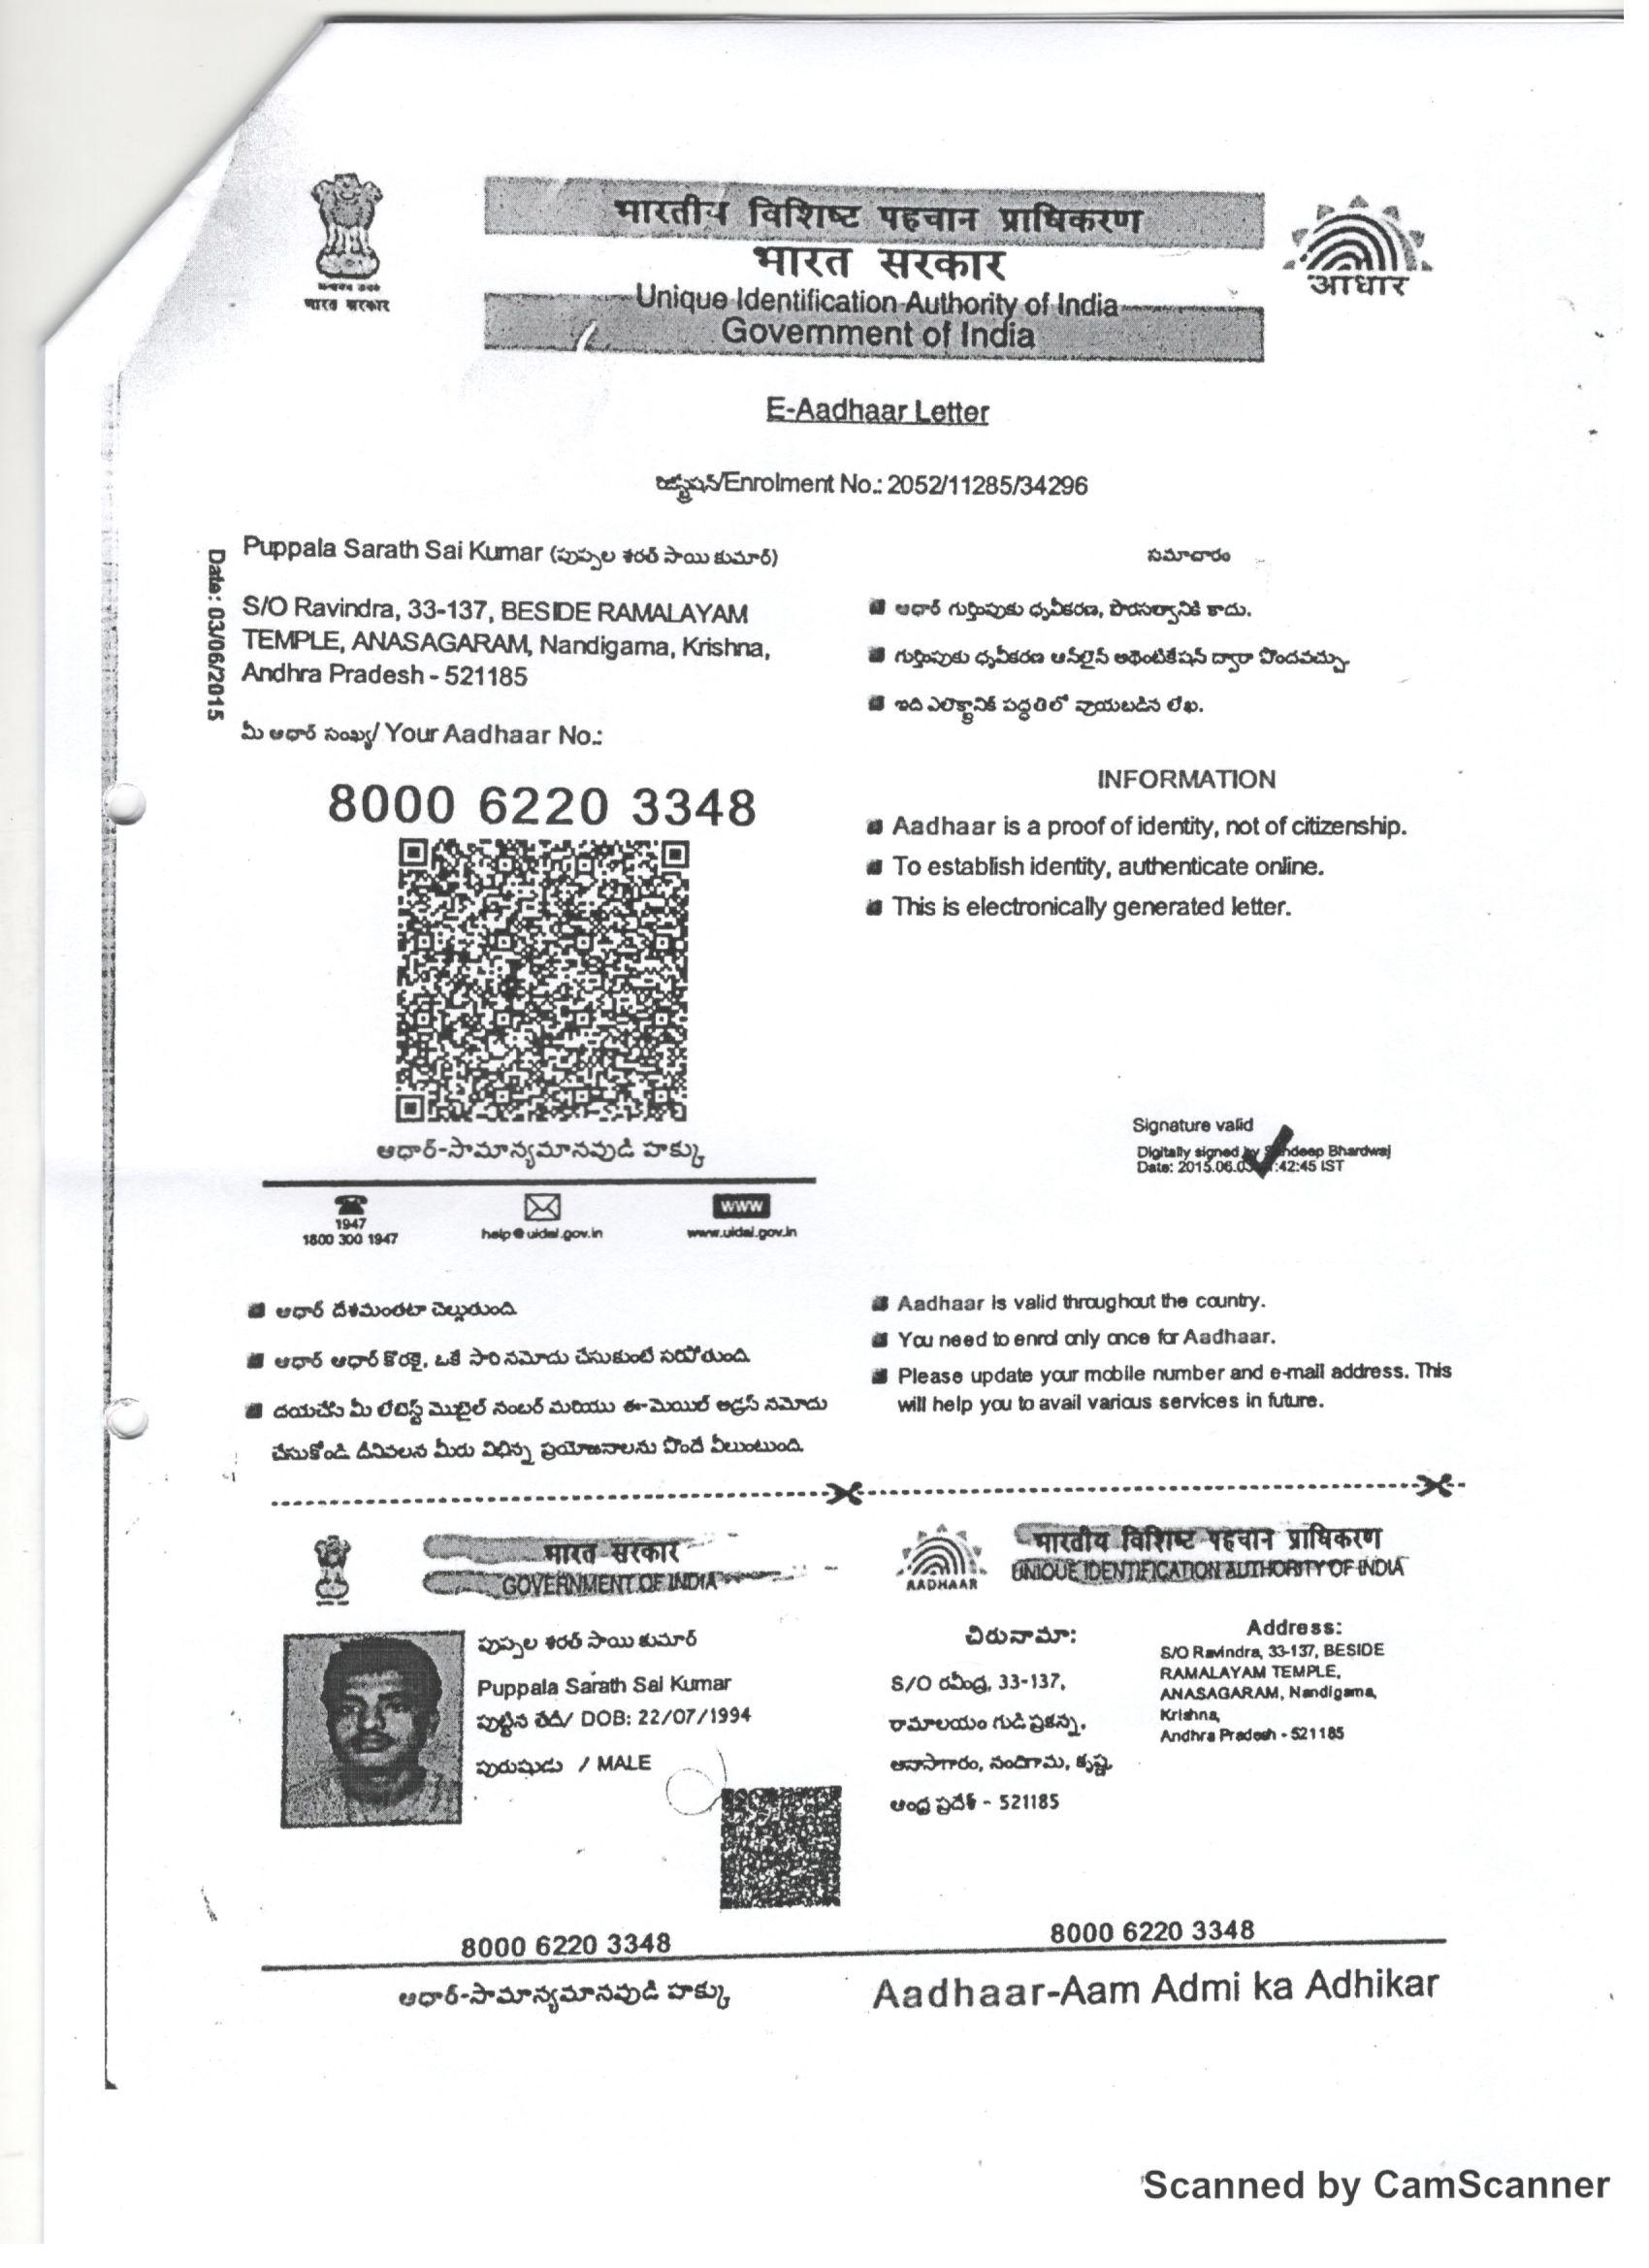 भारतीय विशिष्ट पहचान प्राधिकरण
भारत सरकार
Unique Identification Authority of India
Government of India
भारत सरकार
आधार
E-Aadhaar Letter
Enrolment No.: 2052/11285/34296
Date: 03/06/2015
Puppala Sarath Sai Kumar (పుప్పల శరత్ సాయి కుమార్)
S/O Ravindra, 33-137, BESIDE RAMALAYAM
TEMPLE, ANASAGARAM, Nandigama, Krishna,
Andhra Pradesh - 521185
మీ ఆధార్ సంఖ్య/ Your Aadhaar No.:
8000 6220 3348
ఆధార్-సామాన్యమానవుడి హక్కు
1947
1800 300 1947
help@uidai.gov.in
www
www.uidai.gov.in
సమాచారం
ఆధార్ గుర్తింపుకు ధృవీకరణ, పౌరసత్వానికి కాదు.
గుర్తింపుకు ధృవీకరణ ఆన్‌లైన్ అథెంటికేషన్ ద్వారా పొందవచ్చు
ఇది ఎలక్ట్రానిక్ పద్ధతిలో వ్రాయబడిన లేఖ.
INFORMATION
Aadhaar is a proof of identity, not of citizenship.
To establish identity, authenticate online.
This is electronically generated letter.
Signature valid
Digitally signed by Bhardwaj
Date: 2015.06.0 :42:45 IST
ఆధార్ దేశమంతటా చెల్లుతుంది.
ఆధార్ ఆధార్ కొరకై, ఒకే సారి నమోదు చేసుకుంటే సరిపోతుంది.
దయచేసి మీ లేటెస్ట్ మొబైల్ నంబర్ మరియు ఈ-మెయిల్ అడ్రస్ నమోదు
చేసుకోండి. దీనివలన మీరు విభిన్న ప్రయోజనాలను పొందే వీలుంటుంది.
Aadhaar is valid throughout the country.
You need to enrol only once for Aadhaar.
Please update your mobile number and e-mail address. This
will help you to avail various services in future.
भारत सरकार
GOVERNMENT OF INDIA
పుప్పల శరత్ సాయి కుమార్
Puppala Sarath Sai Kumar
పుట్టిన తేదీ/ DOB: 22/07/1994
పురుషుడు / MALE
8000 6220 3348
ఆధార్-సామాన్యమానవుడి హక్కు
AADHAAR
भारतीय विशिष्ट पहचान प्राधिकरण
UNIQUE IDENTIFICATION AUTHORITY OF INDIA
చిరునామా:
S/O రవీంద్ర, 33-137,
రామాలయం గుడి ప్రక్కన,
ఆనాసాగారం, నందిగామ, కృష్ణ,
ఆంధ్ర ప్రదేశ్ - 521185
Address:
S/O Ravindra, 33-137, BESIDE
RAMALAYAM TEMPLE,
ANASAGARAM, Nandigama,
Krishna,
Andhra Pradesh - 521185
8000 6220 3348
Aadhaar-Aam Admi ka Adhikar
Scanned by CamScanner